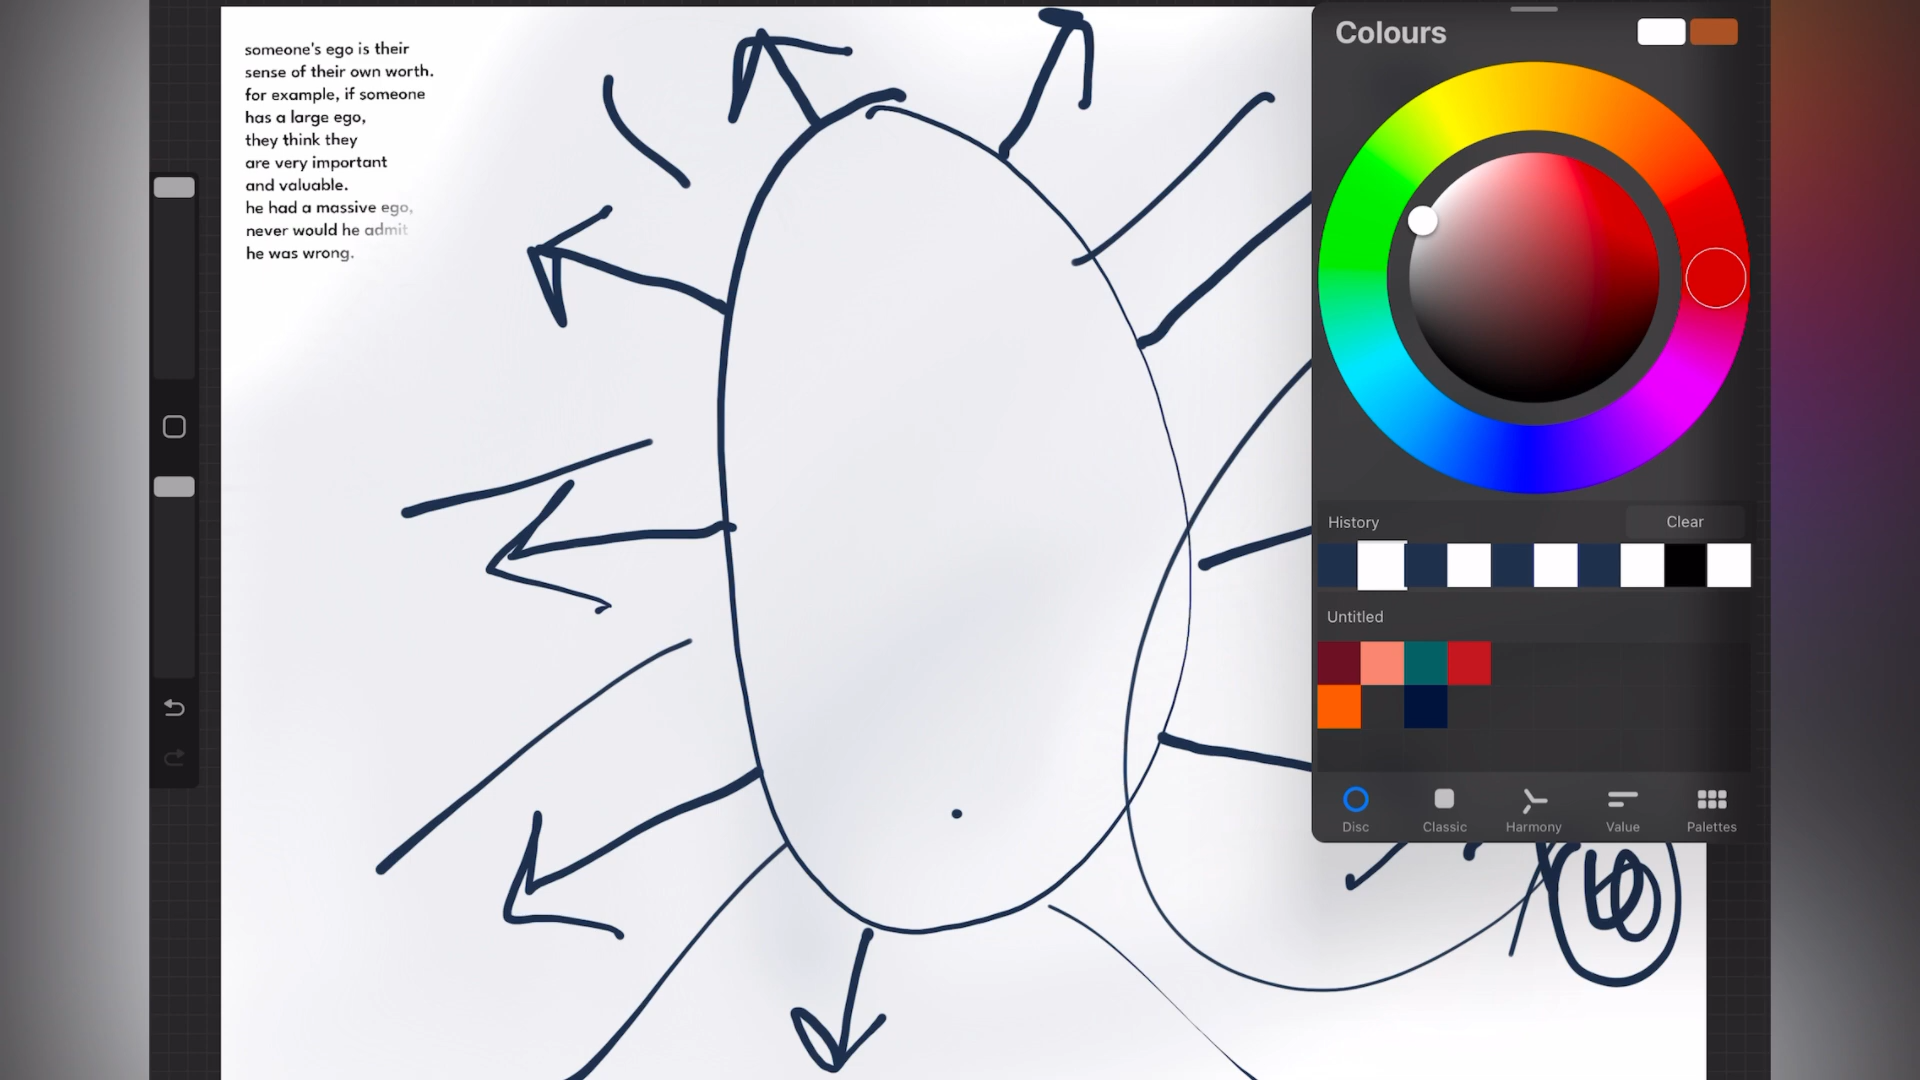 someone's ego is their
sense of their own worth.
for example, if someone
has a large ego,
they think they
are very important
and valuable.
he had a massive ego,
never would he admit
he was wrong.
Colours
History
Clear
Untitled
Disc
Classic
Harmony
Value
Palettes